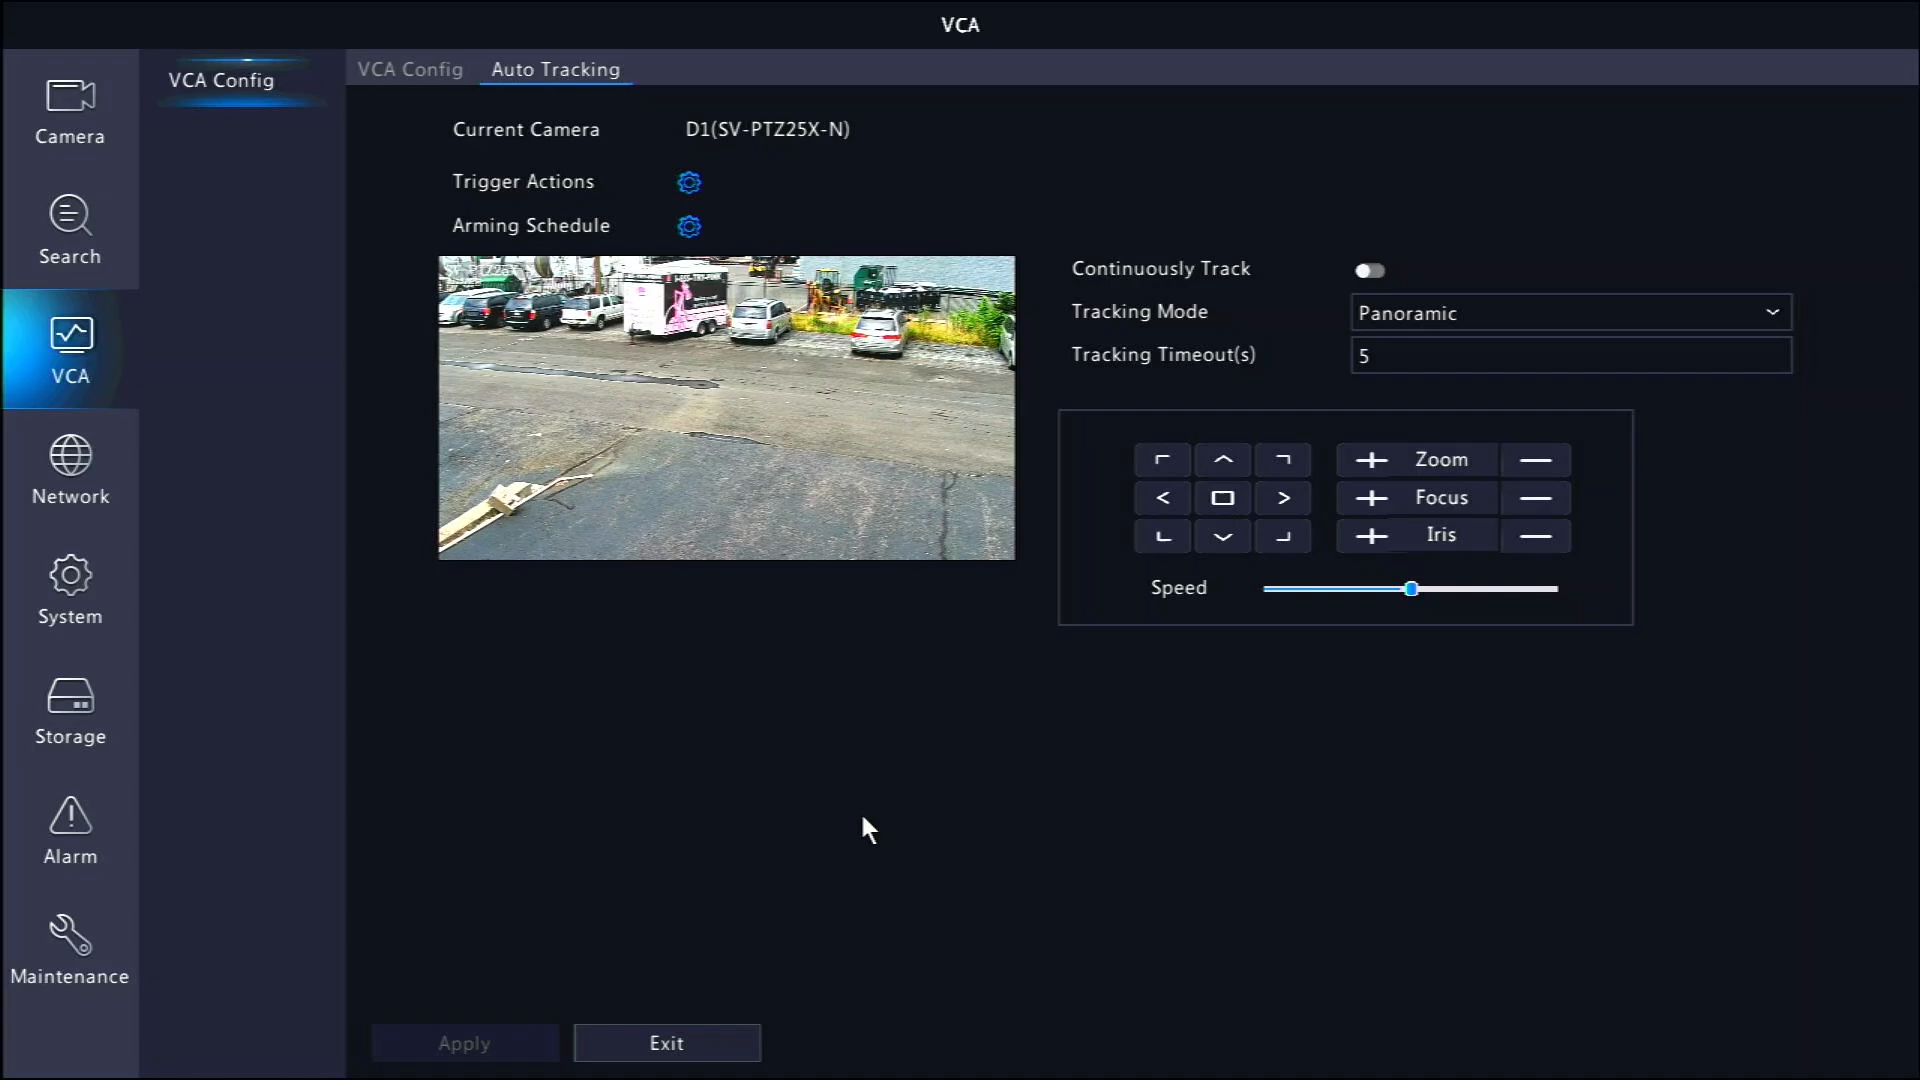 VCA
VCA Config
VCA Config
Auto Tracking
Camera
Search
VCA
Network
System
Storage
Alarm
Maintenance
Current Camera
D1(SV-PTZ25X-N)
Trigger Actions
Arming Schedule
Continuously Track
Tracking Mode
Panoramic
Tracking Timeout(s)
5
Zoom
Focus
Iris
Speed
Apply
Exit